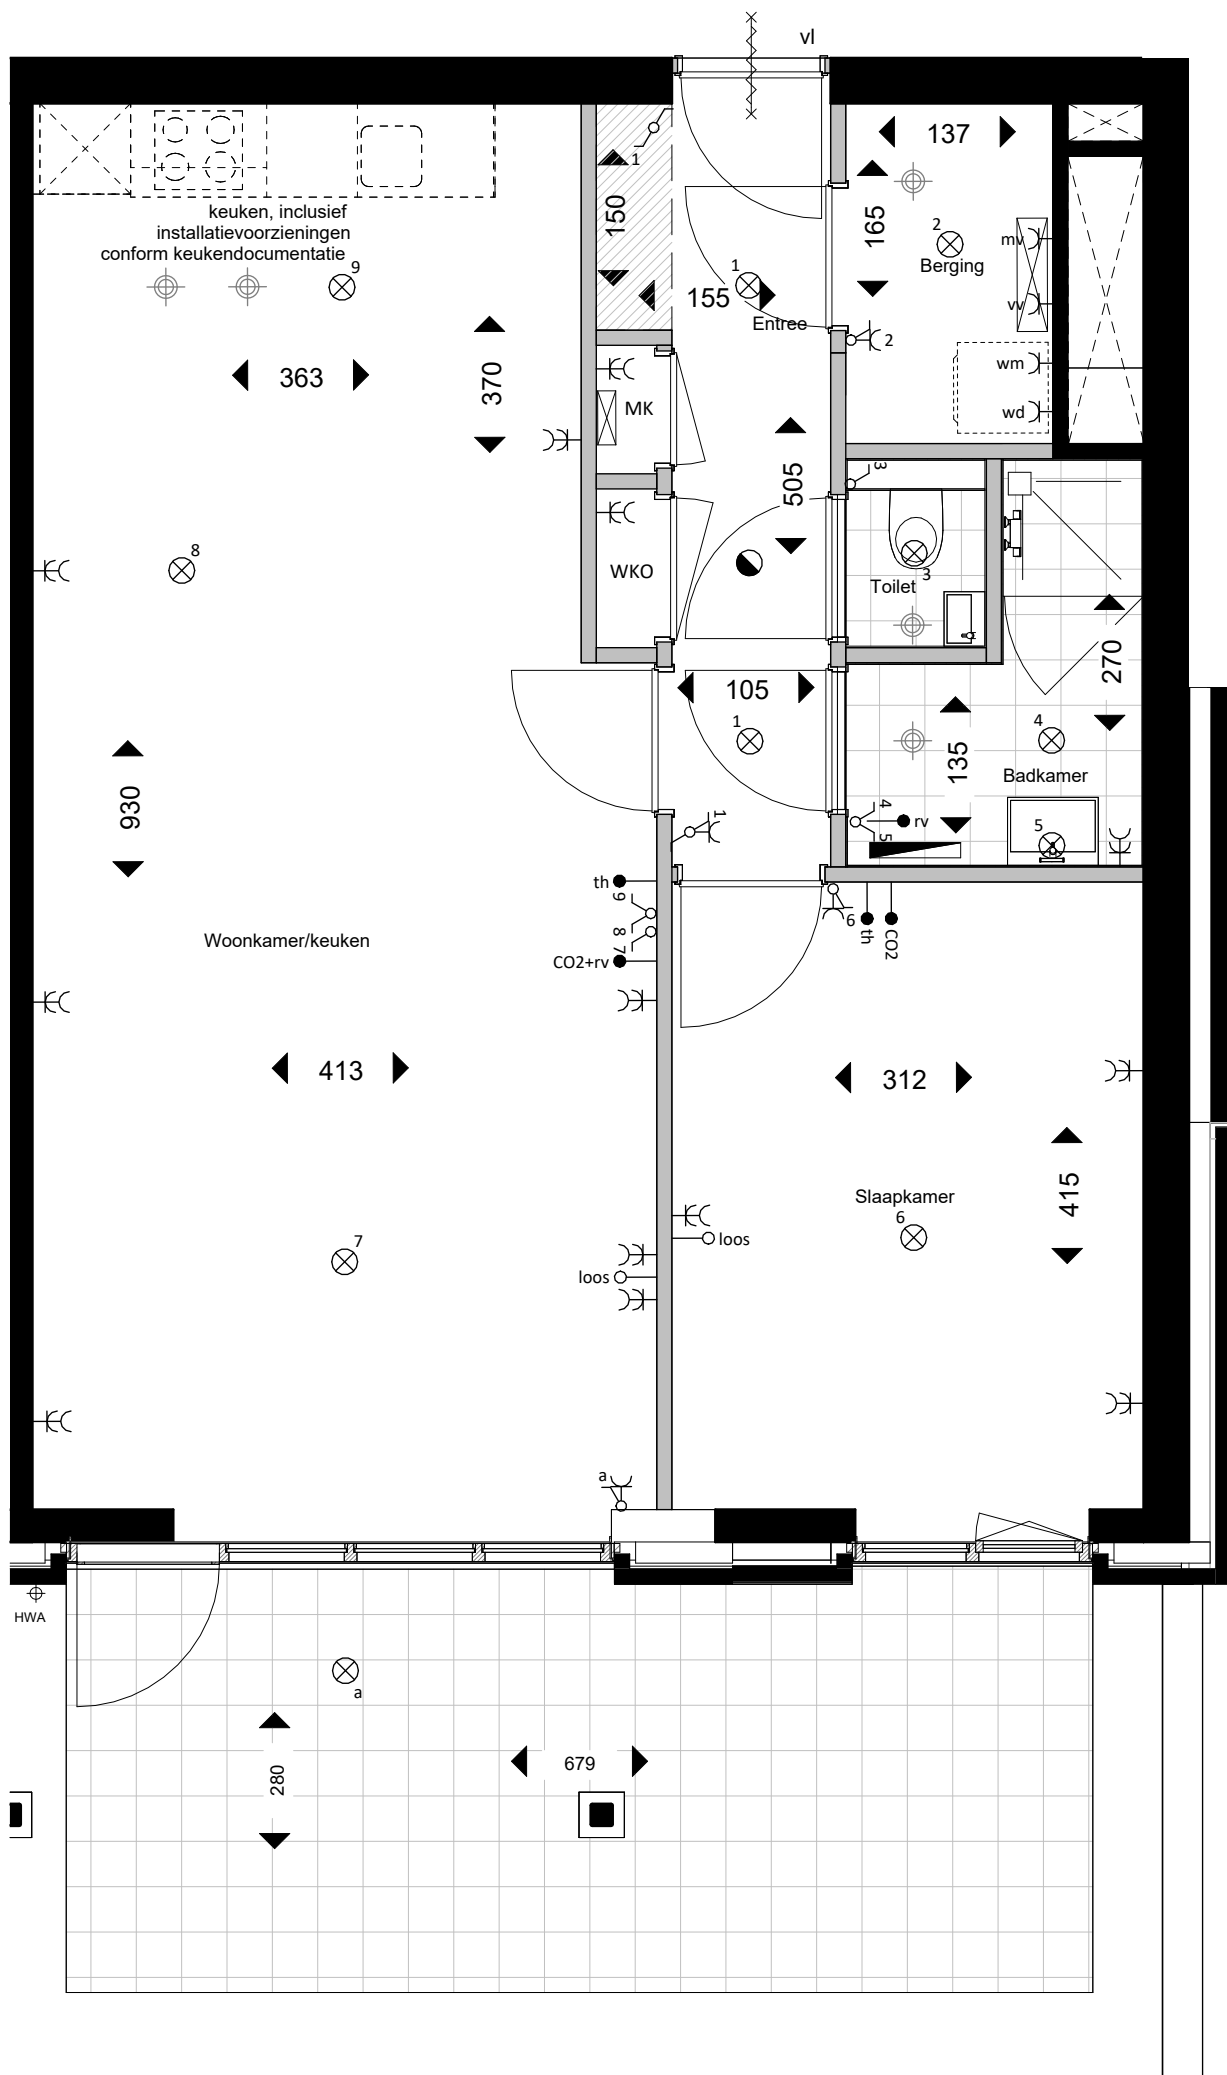 vl
137
1
150
165
keuken, inclusief
installatievoorzieningen
conform keukendocumentatie
2
Berging
mv
9
1
155
Entree
vv
2
363
370
wm
MK
wd
505
3
8
WKO
3
Toilet
270
105
1
4
135
Badkamer
930
1
4
rv
5
5
th
9
8
7
6
th
CO2
Woonkamer/keuken
CO2+rv
413
312
415
Slaapkamer
6
loos
7
loos
a
HWA
a
280
679